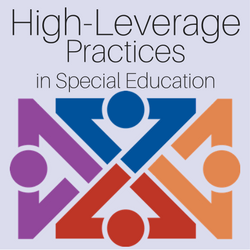 High-Leverage
Practices
in Special Education